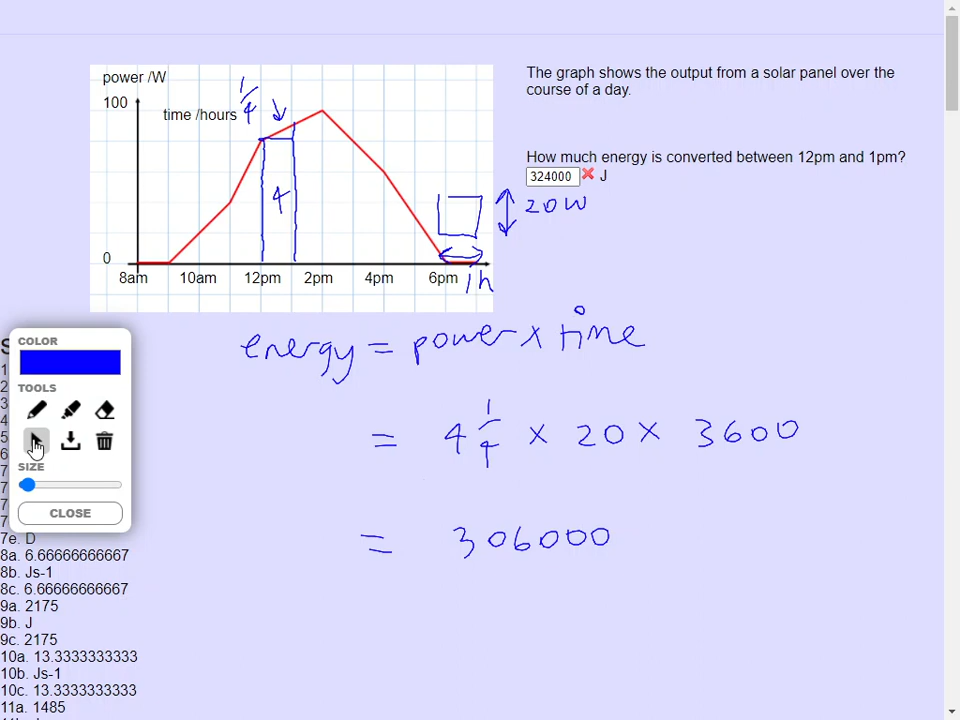 power /W
100
time /hours
1/4
4
0
8am 10am 12pm 2pm 4pm 6pm
1h
20W
The graph shows the output from a solar panel over the
course of a day.
How much energy is converted between 12pm and 1pm?
324000 J
energy = power x time
= 4 1/4 x 20 x 3600
= 306000
COLOR
TOOLS
SIZE
CLOSE
7e. D
8a. 6.66666666667
8b. Js-1
8c. 6.66666666667
9a. 2175
9b. J
9c. 2175
10a. 13.3333333333
10b. Js-1
10c. 13.3333333333
11a. 1485